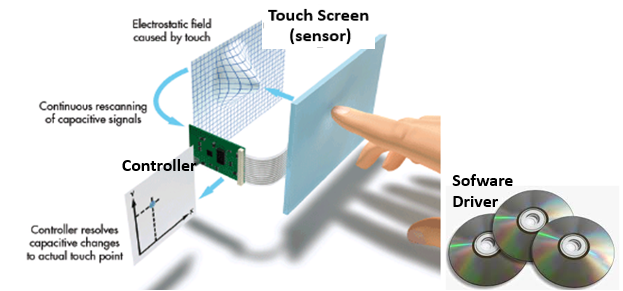 Electrostatic field
caused by touch
Touch Screen
(sensor)
Continuous rescanning
of capacitive signals
Controller
Y
X
Controller resolves
capacitive changes
to actual touch point
Sofware
Driver